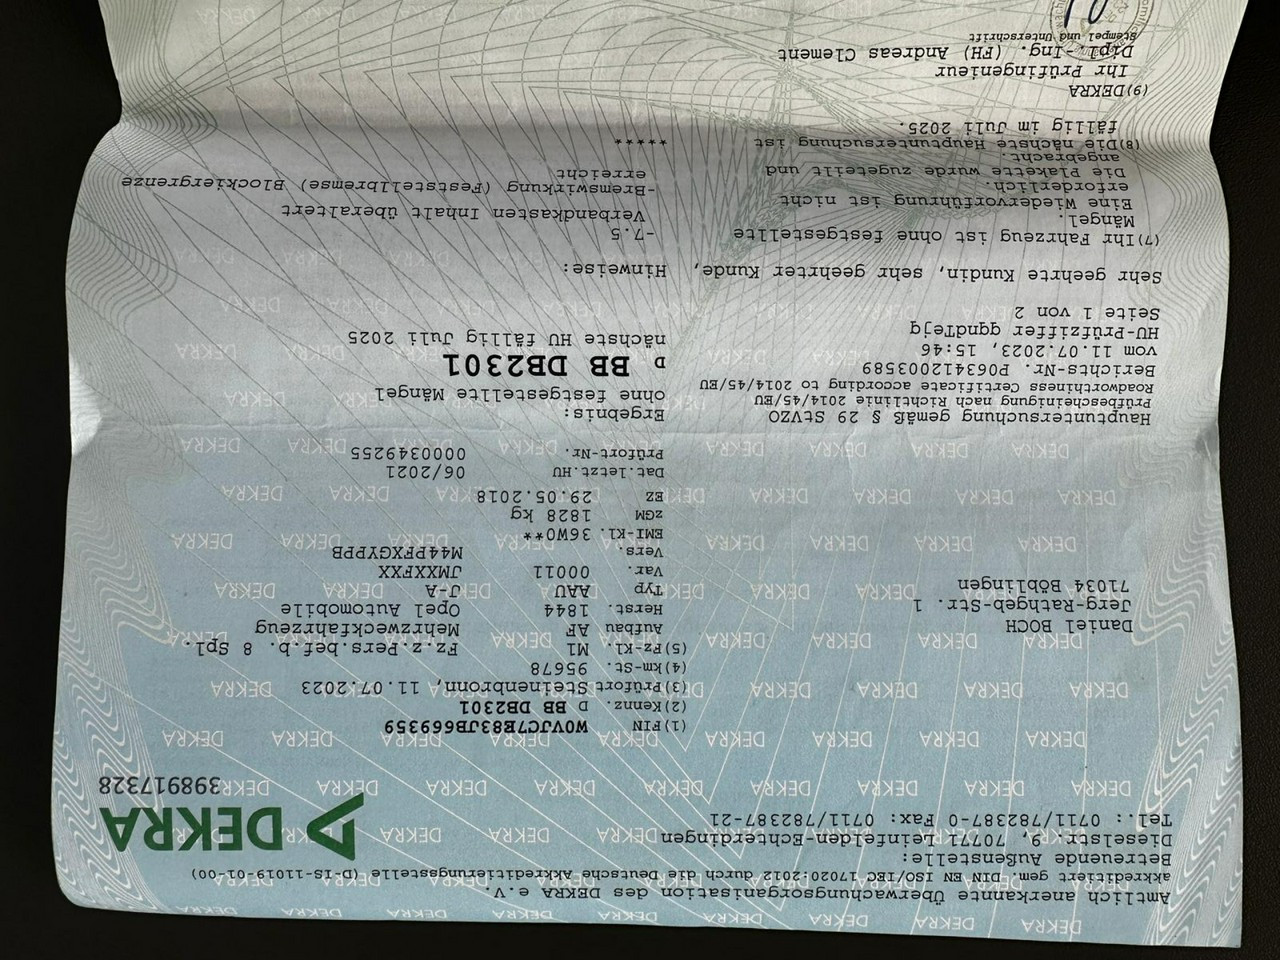 Amtlich anerkannte Überwachungsorganisation des DEKRA e.V.
akkreditiert gem. DIN EN ISO/IEC 17020:2012 durch die Deutsche Akkreditierungsstelle (D-IS-11019-01-00)
Betreuende Außenstelle:
Dieselstr. 9, 70771 Leinfelden-Echterdingen
Tel.: 0711/782387-0 Fax: 0711/782387-21
DEKRA
398917328
(1)FIN W0VJC7E83JB669359
(2)Kennz. D BB DB2301
(3)Prüfort Steinenbronn, 11.07.2023
(4)km-St. 95678
(5)Fz-Kl. M1 Fz.z.Pers.bef.b. 8 Spl.
Aufbau AF Mehrzweckfahrzeug
Herst. 1844 Opel Automobile
Typ AAU J-A
Var. 00011 JMXXFXX
Vers. M44PFXGYPPB
EMI-Kl. 36W0**
zGM 1828 kg
EZ 29.05.2018
Dat.letzt.HU 06/2021
Prüfort-Nr. 0000349255
Daniel BOCH
Jerg-Rathgeb-Str. 1
71034 Böblingen
Hauptuntersuchung gemäß § 29 StVZO
Prüfbescheinigung nach Richtlinie 2014/45/EU
Roadworthiness Certificate according to 2014/45/EU
Berichts-Nr. P063412003589
vom 11.07.2023, 15:46
HU-Prüfziffer qqndTejq
Seite 1 von 2
Ergebnis:
ohne festgestellte Mängel
D BB DB2301
nächste HU fällig Juli 2025
Sehr geehrte Kundin, sehr geehrter Kunde,
(7)Ihr Fahrzeug ist ohne festgestellte
Mängel.
Eine Wiedervorführung ist nicht
erforderlich.
Die Plakette wurde zugeteilt und
angebracht.
(8)Die nächste Hauptuntersuchung ist
fällig im Juli 2025.
Hinweise:
-7.5
Verbandkasten Inhalt überaltert
-Bremswirkung (Feststellbremse) Blockiergrenze
erreicht
*****
(9)DEKRA
Ihr Prüfingenieur
Dipl.-Ing. (FH) Andreas Clement
Stempel und Unterschrift